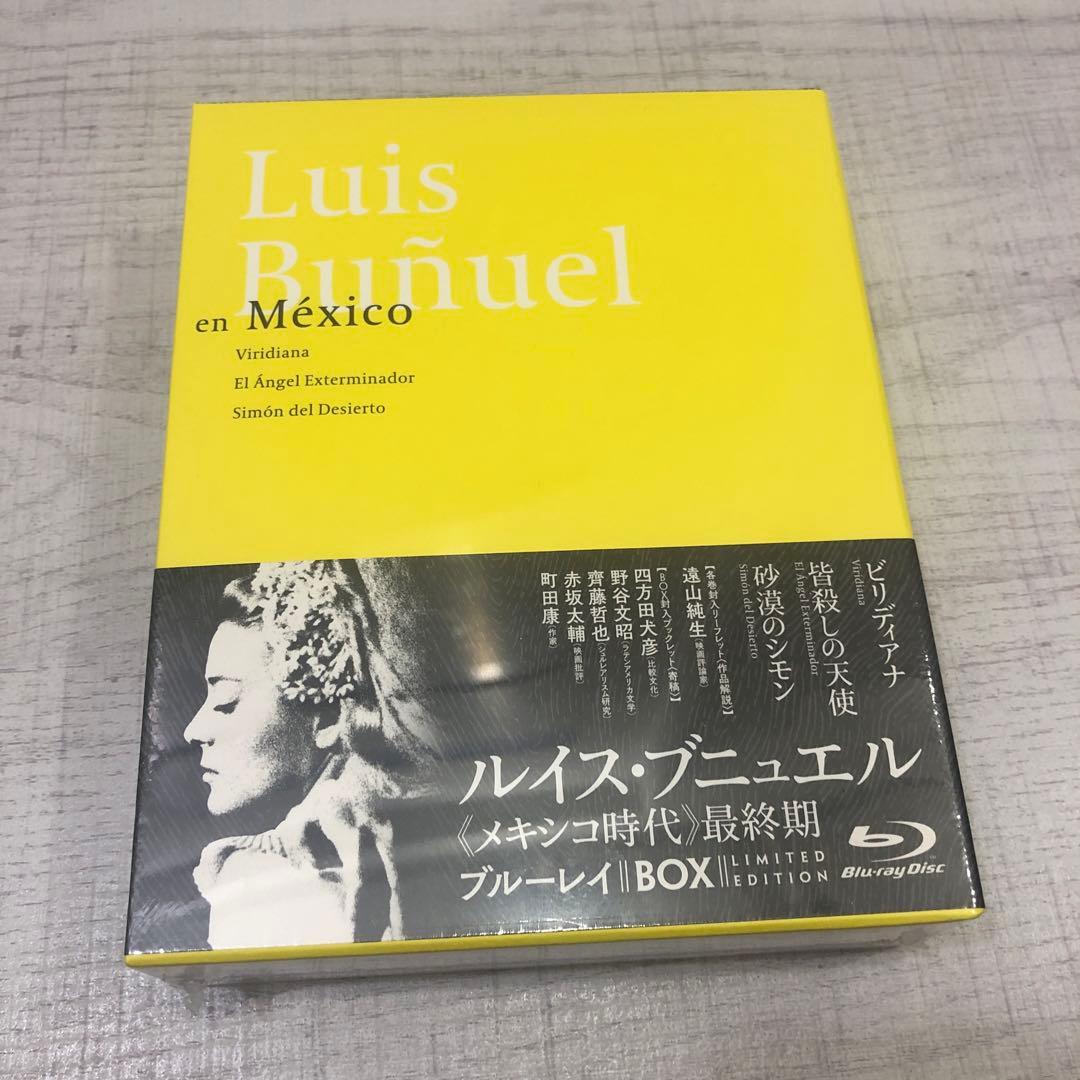 Luis
Buñuel
en México
Viridiana
El Ángel Exterminador
Simón del Desierto
ビリディアナ
Viridiana
皆殺しの天使
El Ángel Exterminador
砂漠のシモン
Simón del Desierto
【各巻封入リーフレット〈作品解説〉】
遠山純生(映画評論家)
【BOX封入ブックレット〈寄稿〉】
四方田犬彦(比較文化)
野谷文昭(ラテンアメリカ文学)
齊藤哲也(シュルレアリスム研究)
赤坂太輔(映画批評)
町田康(作家)
ルイス・ブニュエル
《メキシコ時代》最終期
ブルーレイ||BOX||LIMITED EDITION
Blu-ray Disc